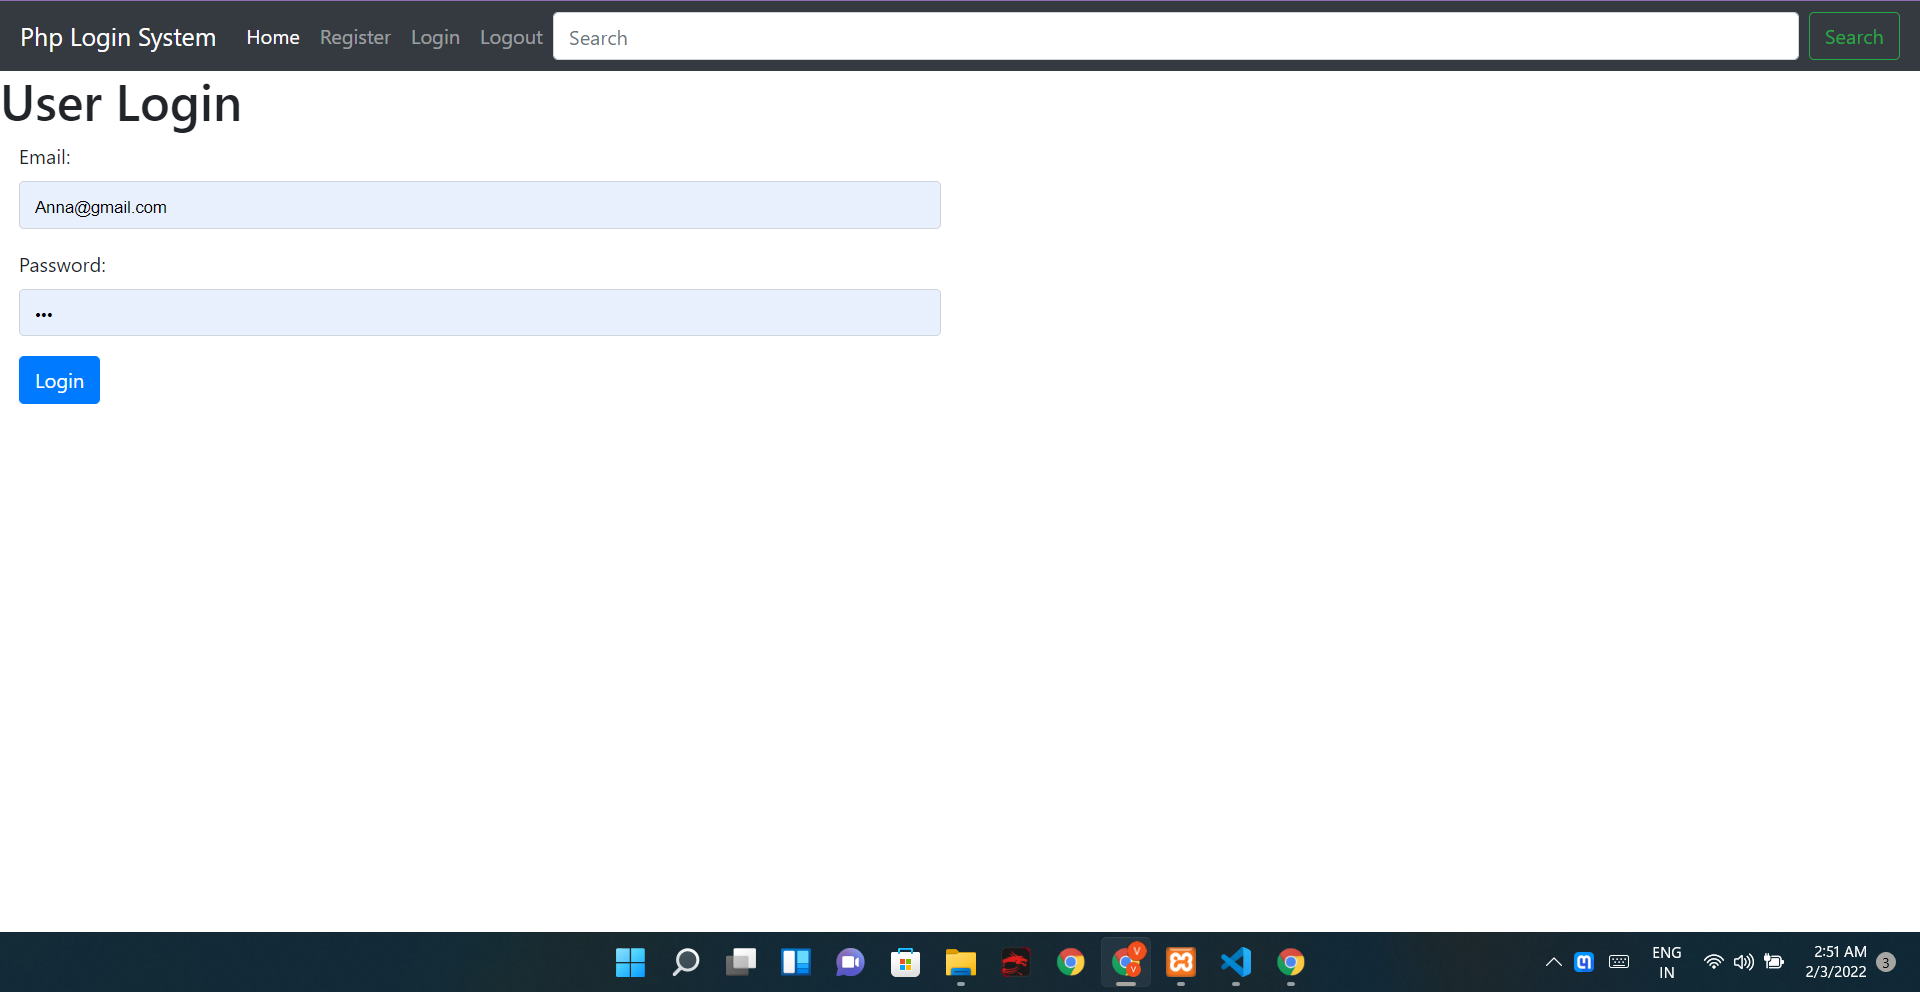 Php Login System Home Register Login Logout Search Search
User Login
Email:
Anna@gmail.com
Password:
•••
Login
V
V
ENG
IN
2:51 AM
2/3/2022
3